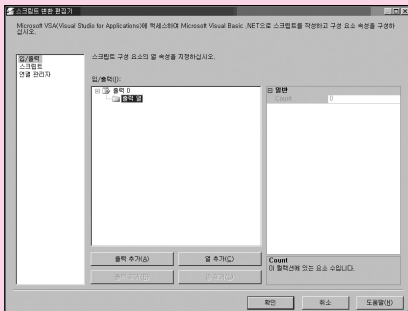 스크립트 변환 편집기
Microsoft VSA(Visual Studio for Applications)에 액세스하여 Microsoft Visual Basic .NET으로 스크립트를 작성하고 구성 요소 속성을 구성하
십시오.
입/출력
스크립트
연결 관리자
스크립트 구성 요소의 열 속성을 지정하십시오.
입/출력(I):
출력 0
출력 열
일반
Count 0
출력 추가(A)
열 추가(C)
Count
이 컬렉션에 있는 요소 수입니다.
확인
취소
도움말(H)